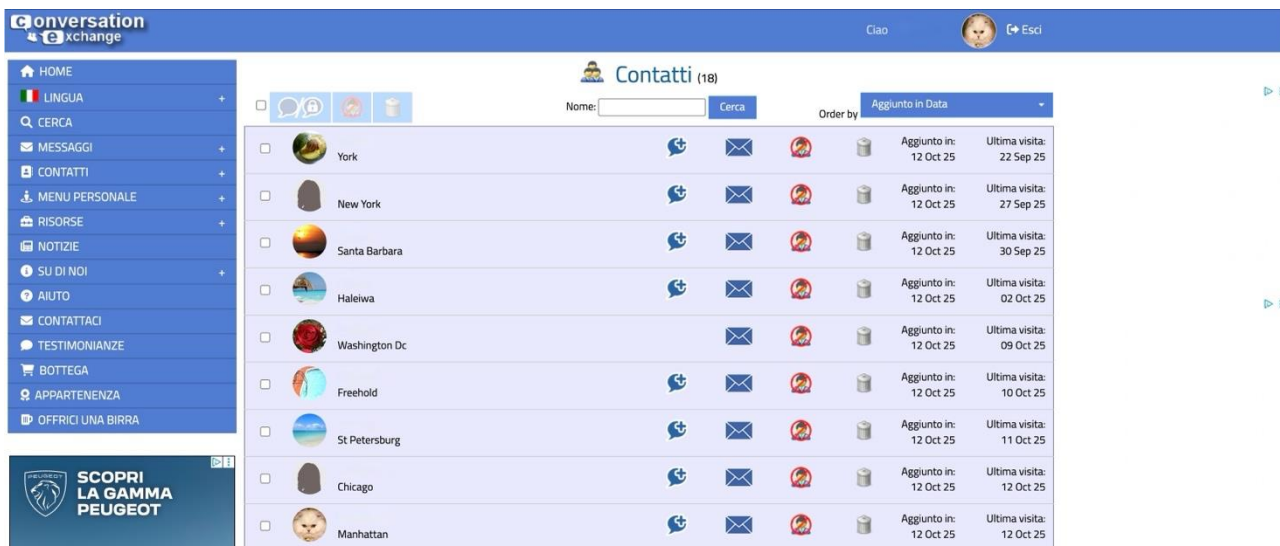 Conversation
exchange
Ciao
Esci
HOME
LINGUA +
CERCA
MESSAGGI +
CONTATTI +
MENU PERSONALE +
RISORSE +
NOTIZIE
SU DI NOI +
AIUTO
CONTATTACI
TESTIMONIANZE
BOTTEGA
APPARTENENZA
OFFRICI UNA BIRRA
PEUGEOT
SCOPRI
LA GAMMA
PEUGEOT
Contatti (18)
Nome: Cerca Order by Aggiunto in Data
York Aggiunto in: Ultima visita:
12 Oct 25 22 Sep 25
New York Aggiunto in: Ultima visita:
12 Oct 25 27 Sep 25
Santa Barbara Aggiunto in: Ultima visita:
12 Oct 25 30 Sep 25
Haleiwa Aggiunto in: Ultima visita:
12 Oct 25 02 Oct 25
Washington Dc Aggiunto in: Ultima visita:
12 Oct 25 09 Oct 25
Freehold Aggiunto in: Ultima visita:
12 Oct 25 10 Oct 25
St Petersburg Aggiunto in: Ultima visita:
12 Oct 25 11 Oct 25
Chicago Aggiunto in: Ultima visita:
12 Oct 25 12 Oct 25
Manhattan Aggiunto in: Ultima visita:
12 Oct 25 12 Oct 25